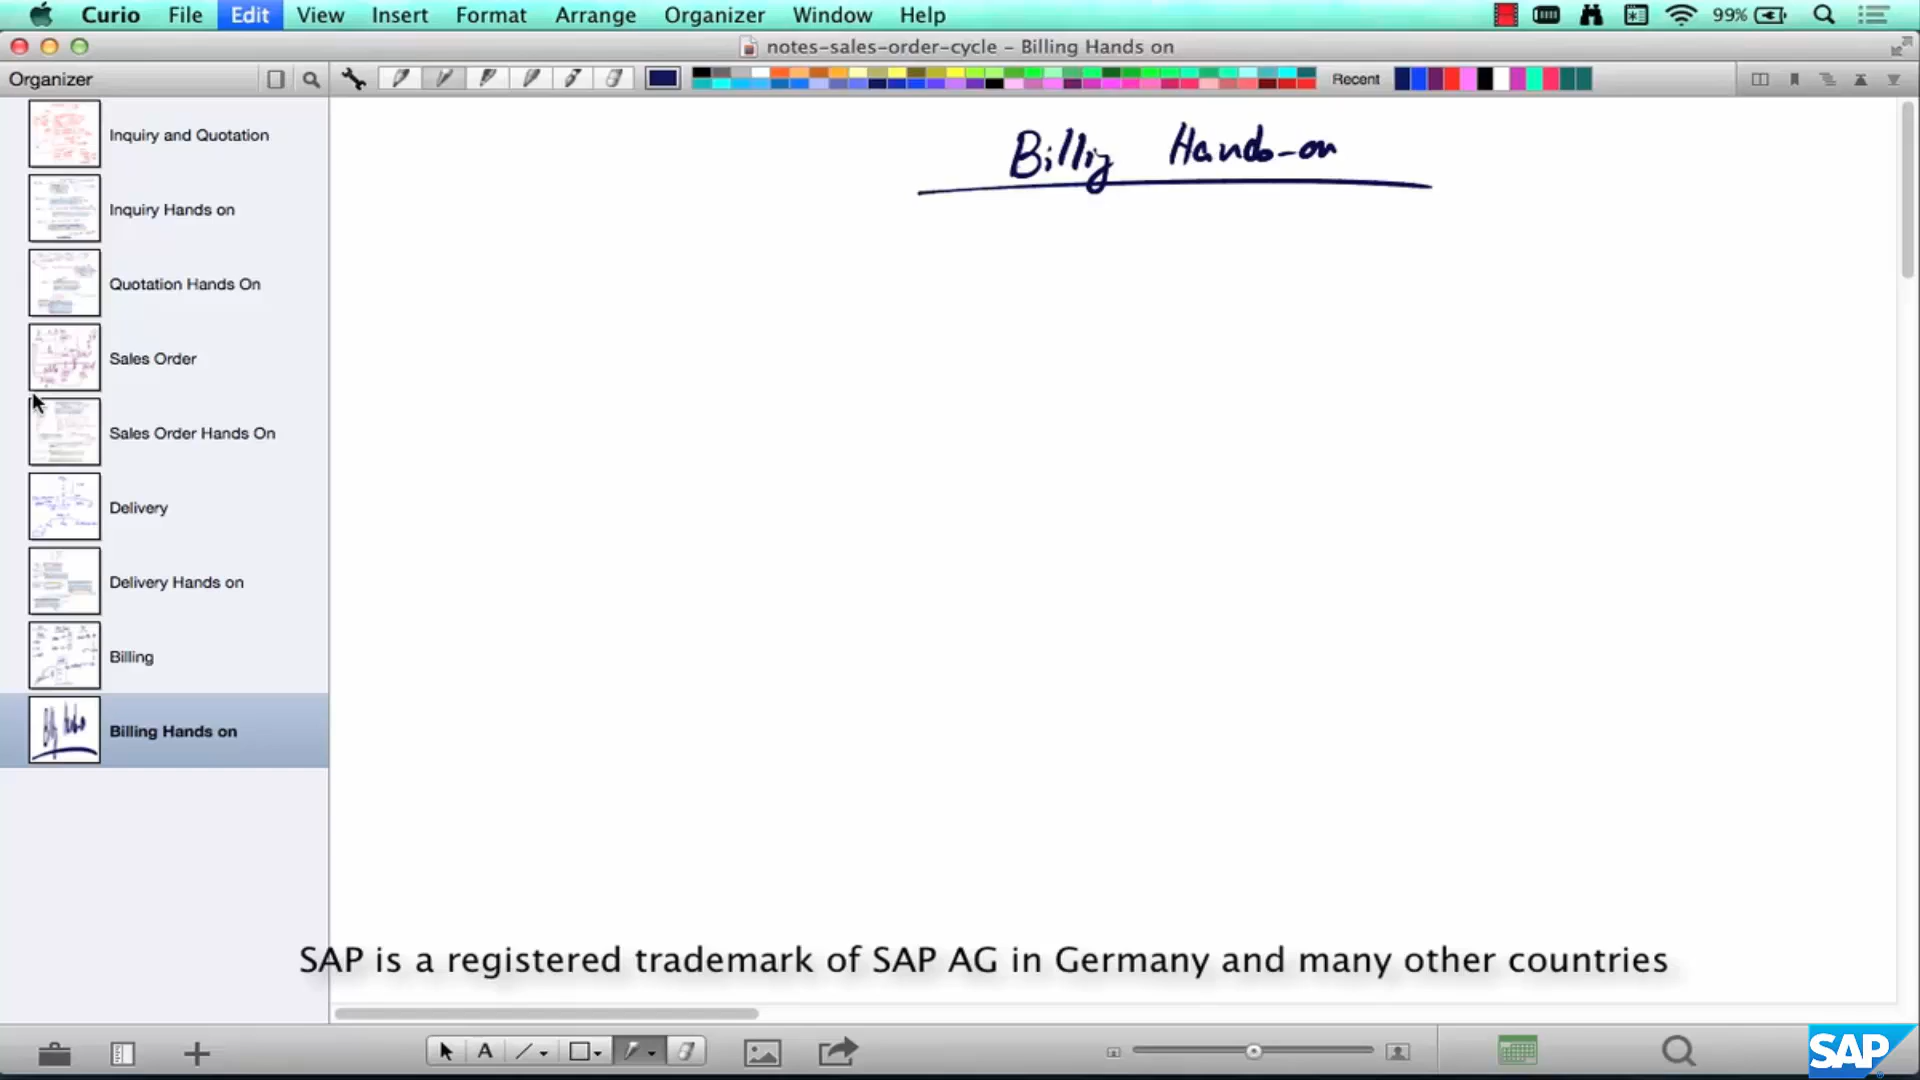 Curio File Edit View Insert Format Arrange Organizer Window Help 99%
notes-sales-order-cycle – Billing Hands on
Organizer
Recent
Inquiry and Quotation
Inquiry Hands on
Quotation Hands On
Sales Order
Sales Order Hands On
Delivery
Delivery Hands on
Billing
Billing Hands on
Billing Hands-on
SAP is a registered trademark of SAP AG in Germany and many other countries
A
SAP